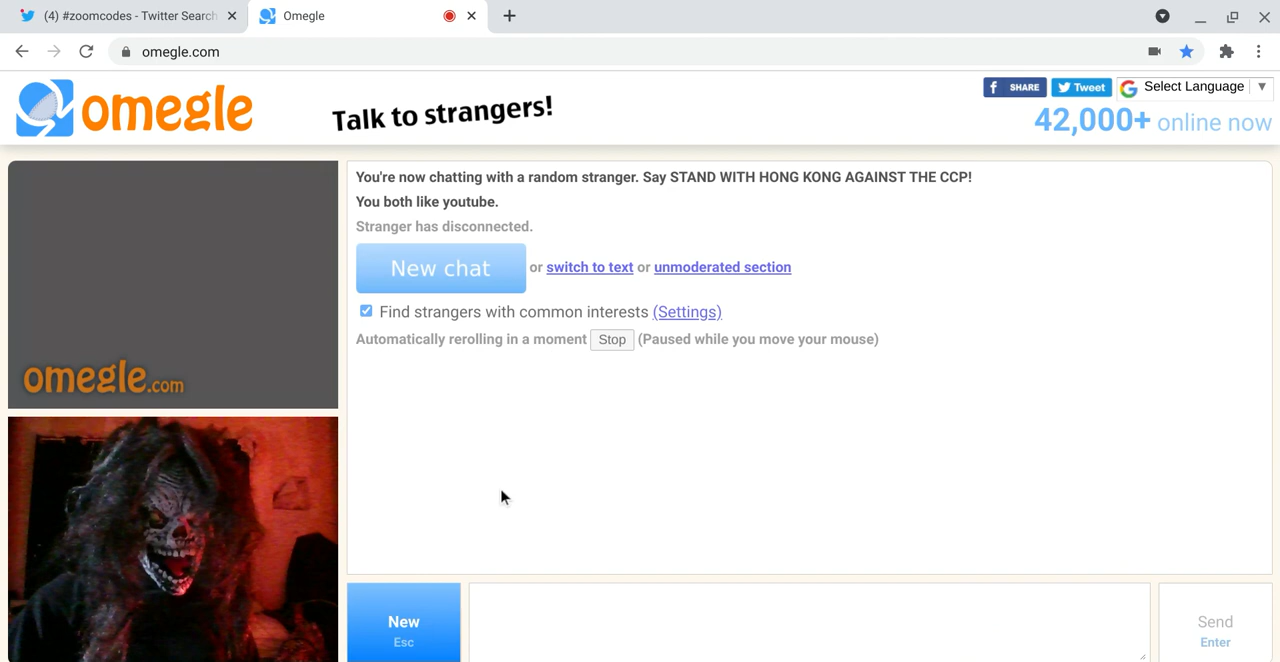 (4) #zoomcodes - Twitter Search
Omegle
omegle.com
omegle
Talk to strangers!
SHARE
Tweet
Select Language
42,000+ online now
You're now chatting with a random stranger. Say STAND WITH HONG KONG AGAINST THE CCP!
You both like youtube.
Stranger has disconnected.
New chat or switch to text or unmoderated section
Find strangers with common interests (Settings)
Automatically rerolling in a moment Stop (Paused while you move your mouse)
omegle.com
New
Esc
Send
Enter